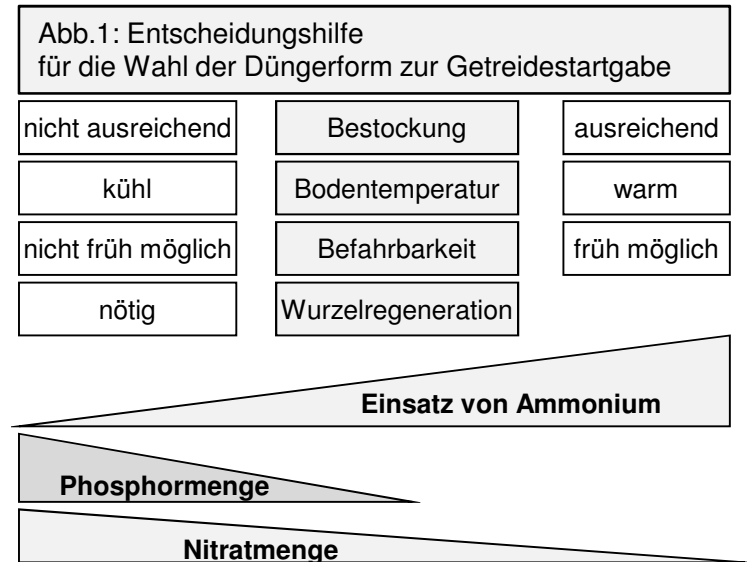 Abb.1: Entscheidungshilfe
für die Wahl der Düngerform zur Getreidestartgabe
nicht ausreichend Bestockung ausreichend
kühl Bodentemperatur warm
nicht früh möglich Befahrbarkeit früh möglich
nötig Wurzelregeneration
Einsatz von Ammonium
Phosphormenge
Nitratmenge